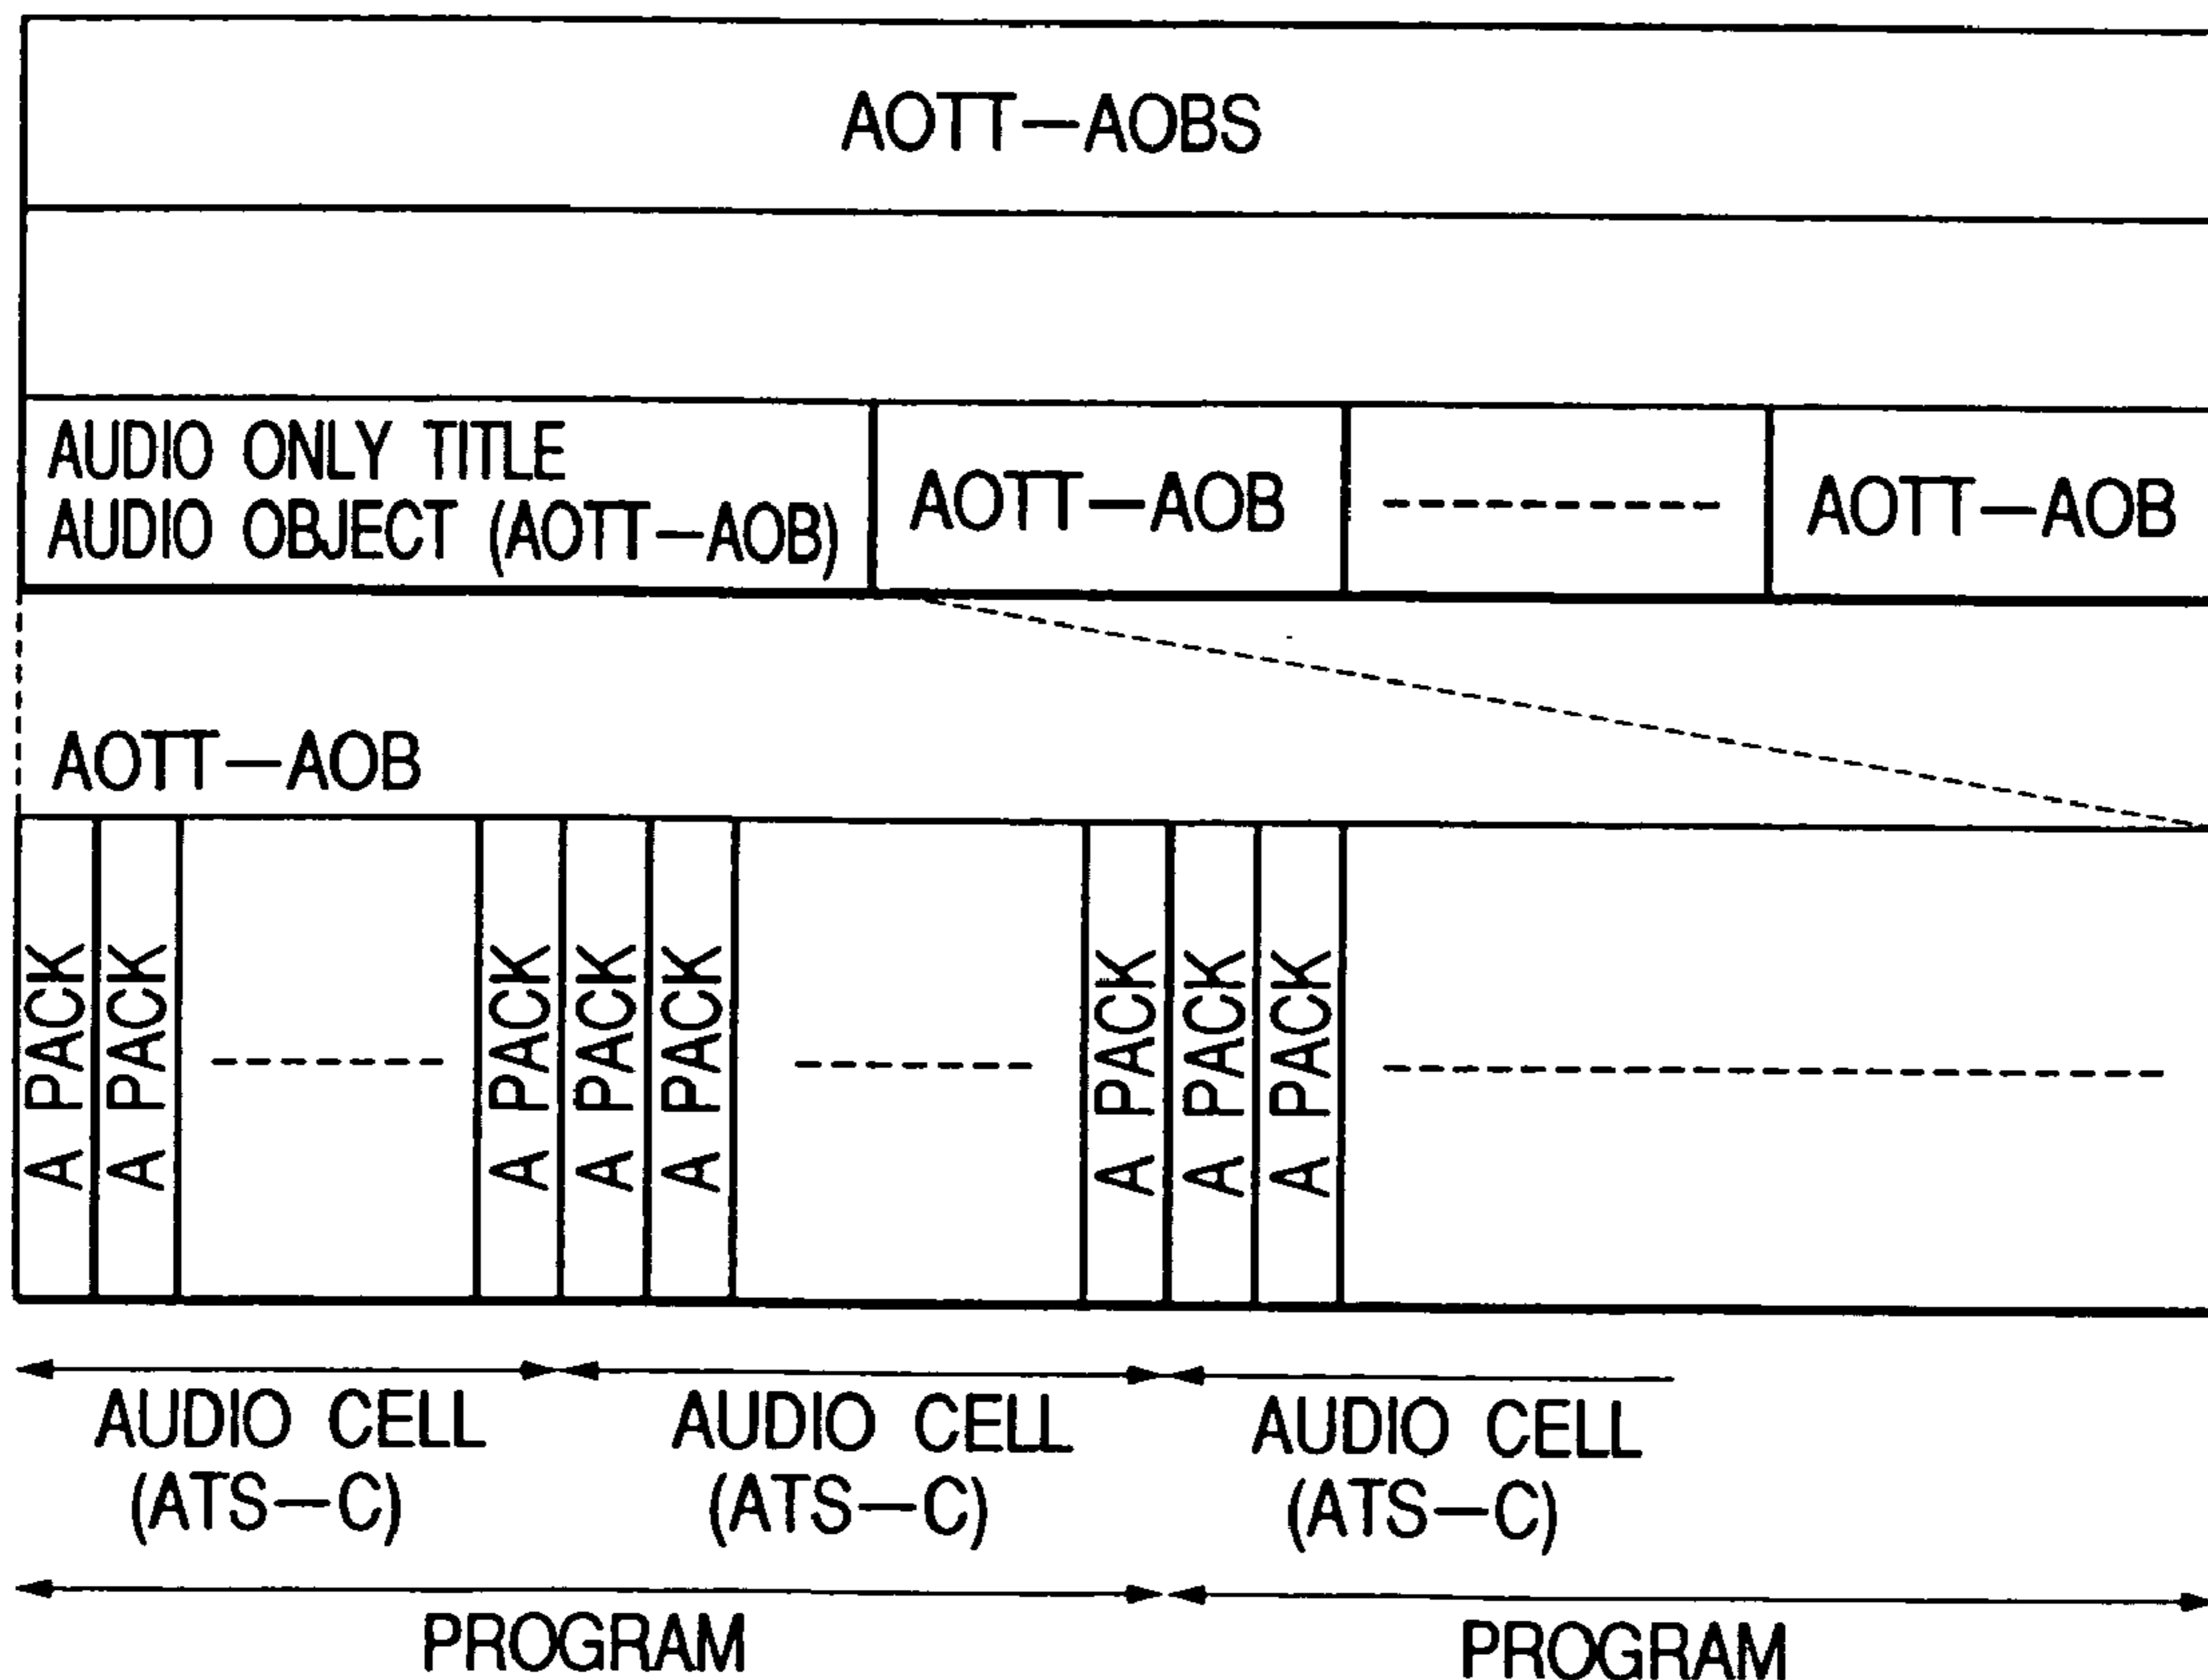 AOTT—AOBS
AUDIO ONLY TITLE
AUDIO OBJECT (AOTT—AOB)
AOTT—AOB
AOTT—AOB
AOTT—AOB
A PACK
A PACK
A PACK
A PACK
A PACK
A PACK
A PACK
A PACK
AUDIO CELL
(ATS—C)
AUDIO CELL
(ATS—C)
AUDIO CELL
(ATS—C)
PROGRAM
PROGRAM